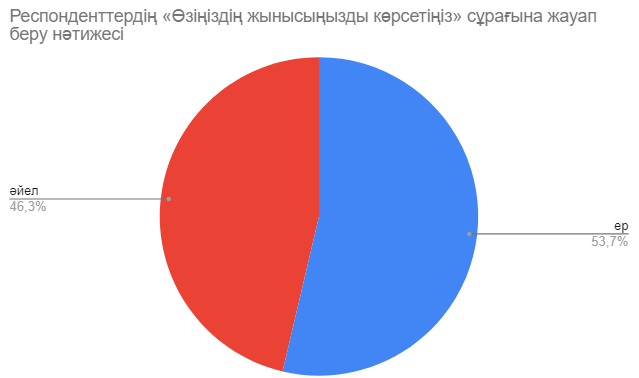 Респонденттердің «Өзіңіздің жынысыңызды көрсетіңіз» сұрағына жауап
беру нәтижесі
әйел
46,3%
ер
53,7%